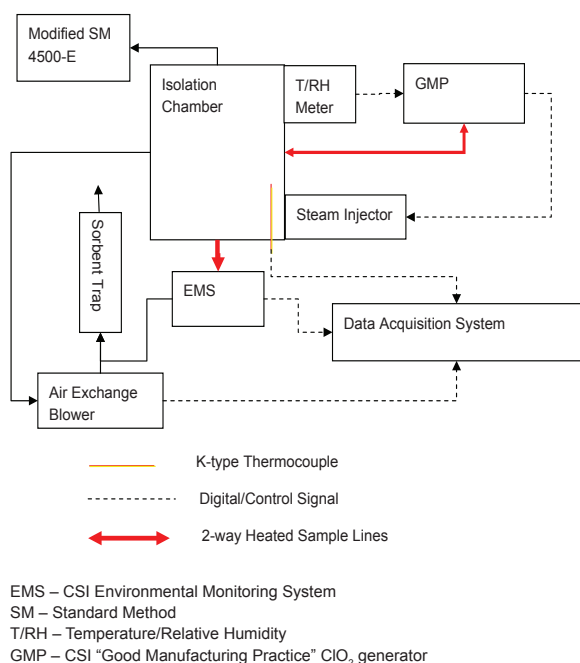 Modified SM
4500-E
Isolation
Chamber
T/RH
Meter
GMP
Steam Injector
Sorbent Trap
EMS
Data Acquisition System
Air Exchange
Blower
K-type Thermocouple
Digital/Control Signal
2-way Heated Sample Lines
EMS – CSI Environmental Monitoring System
SM – Standard Method
T/RH – Temperature/Relative Humidity
GMP – CSI “Good Manufacturing Practice” ClO₂ generator